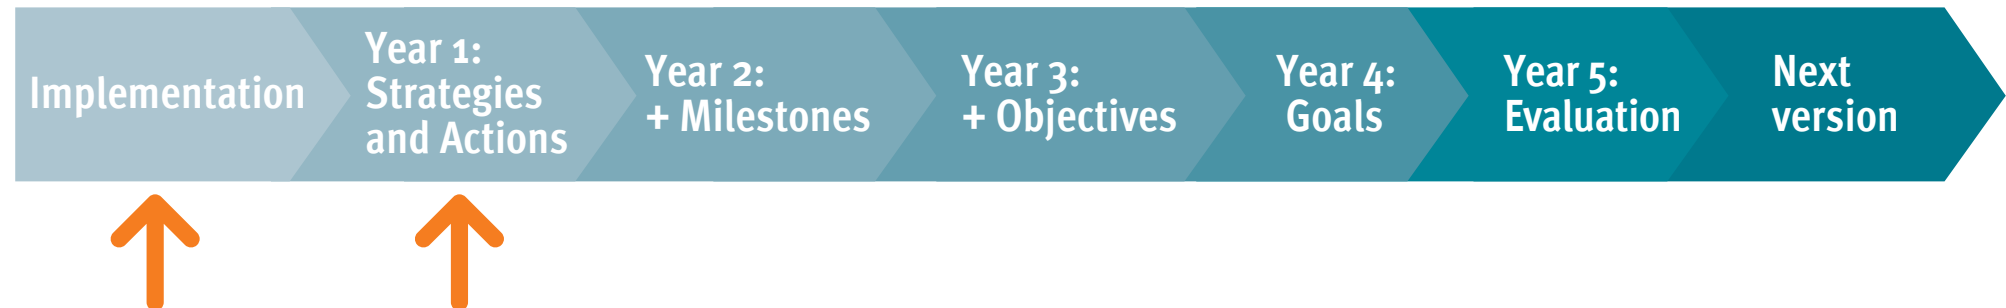 Implementation
Year 1:
Strategies
and Actions
Year 2:
+ Milestones
Year 3:
+ Objectives
Year 4:
Goals
Year 5:
Evaluation
Next
version